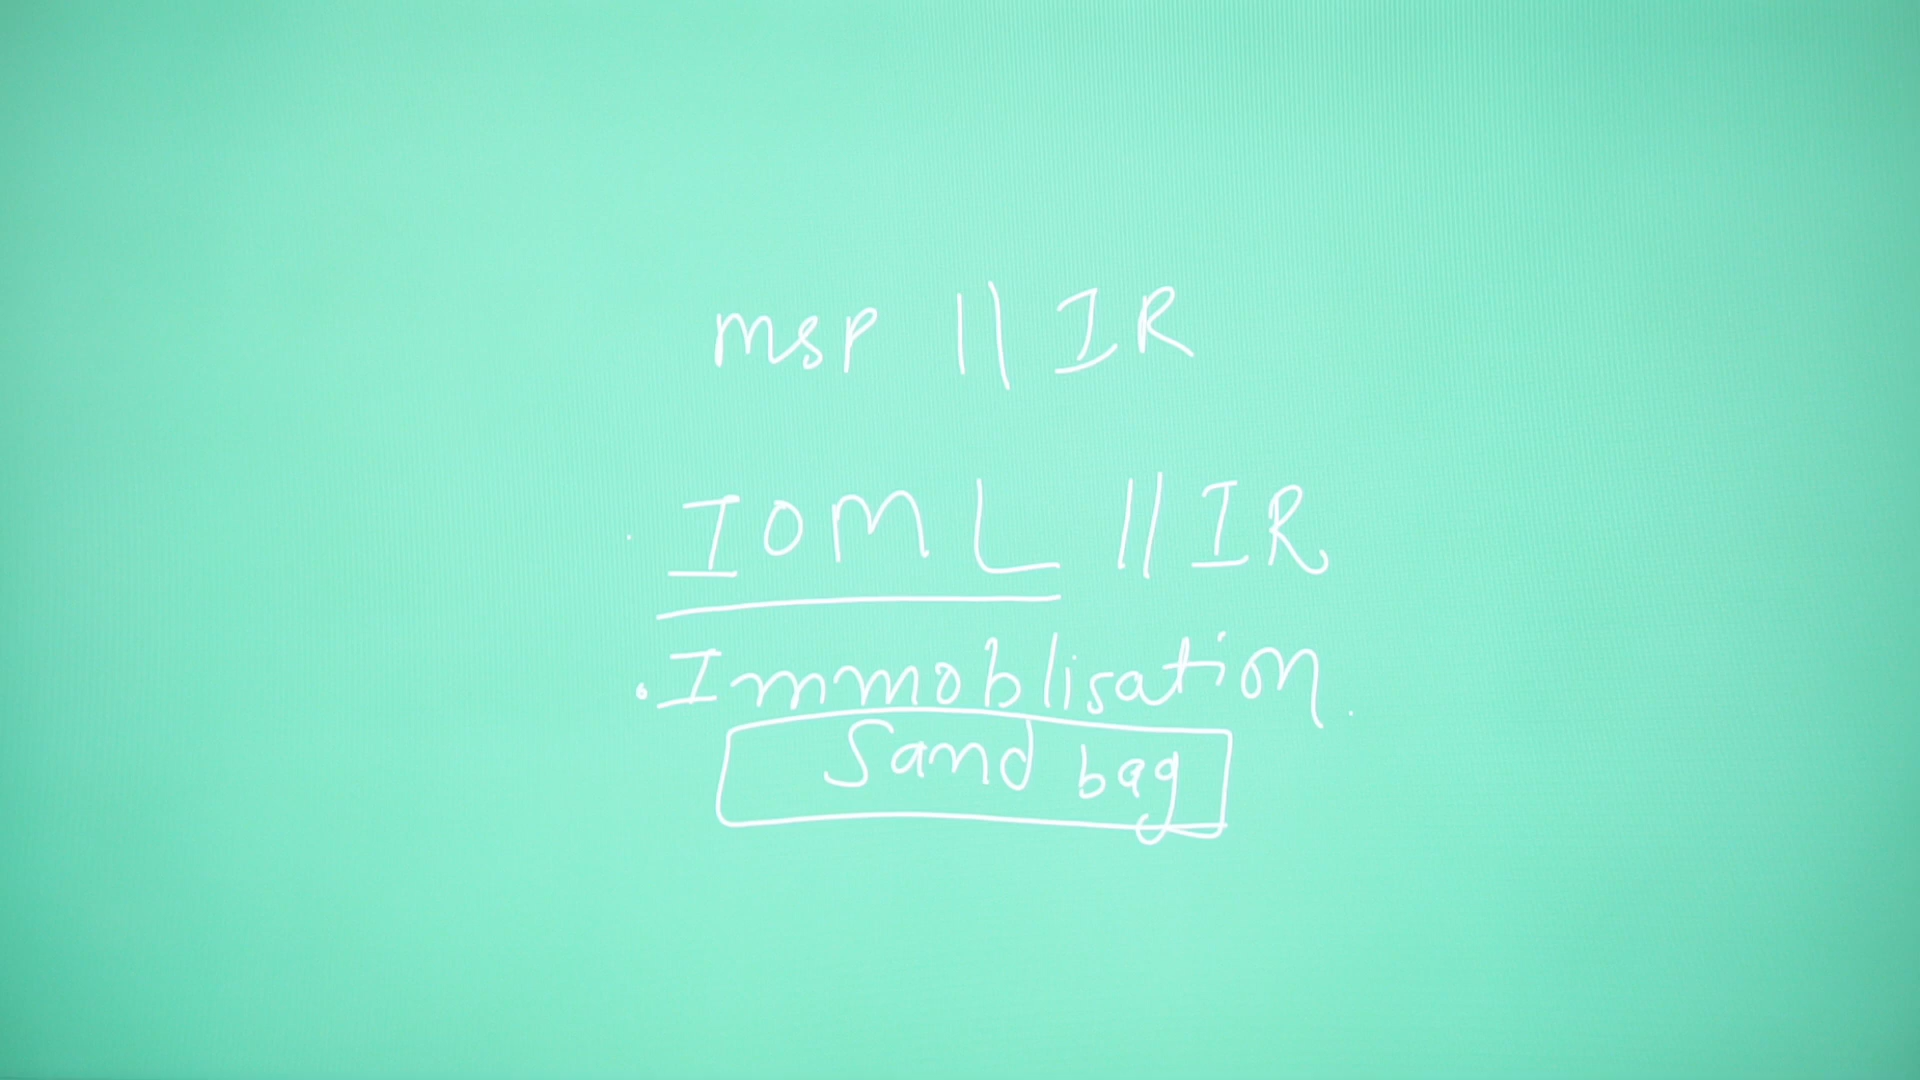 msp || IR
. IOML || IR
. Immoblisation.
Sand bag